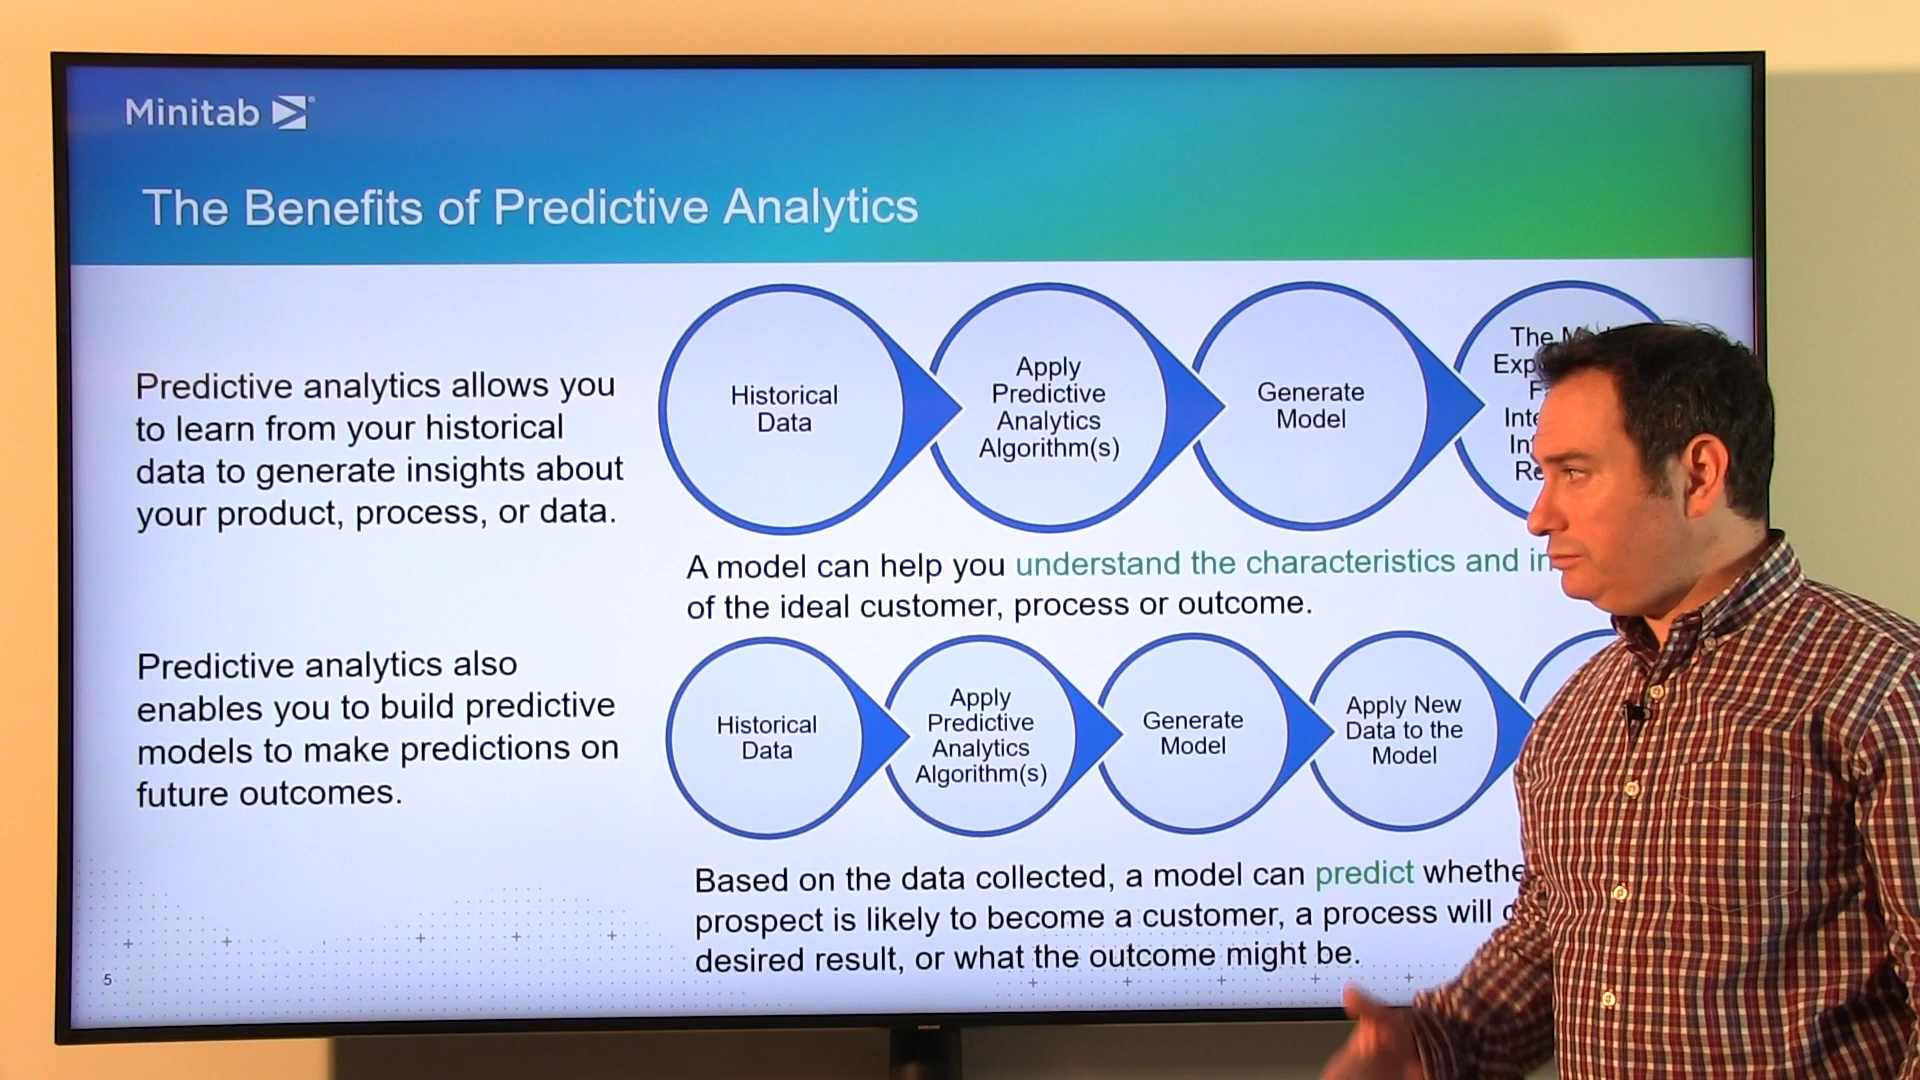 Minitab
The Benefits of Predictive Analytics
Predictive analytics allows you
to learn from your historical
data to generate insights about
your product, process, or data.
Historical
Data
Apply
Predictive
Analytics
Algorithm(s)
Generate
Model
The
A model can help you understand the characteristics and
of the ideal customer, process or outcome.
Predictive analytics also
enables you to build predictive
models to make predictions on
future outcomes.
Historical
Data
Apply
Predictive
Analytics
Algorithm(s)
Generate
Model
Apply New
Data to the
Model
Based on the data collected, a model can predict
prospect is likely to become a customer, a process will
desired result, or what the outcome might be.
5